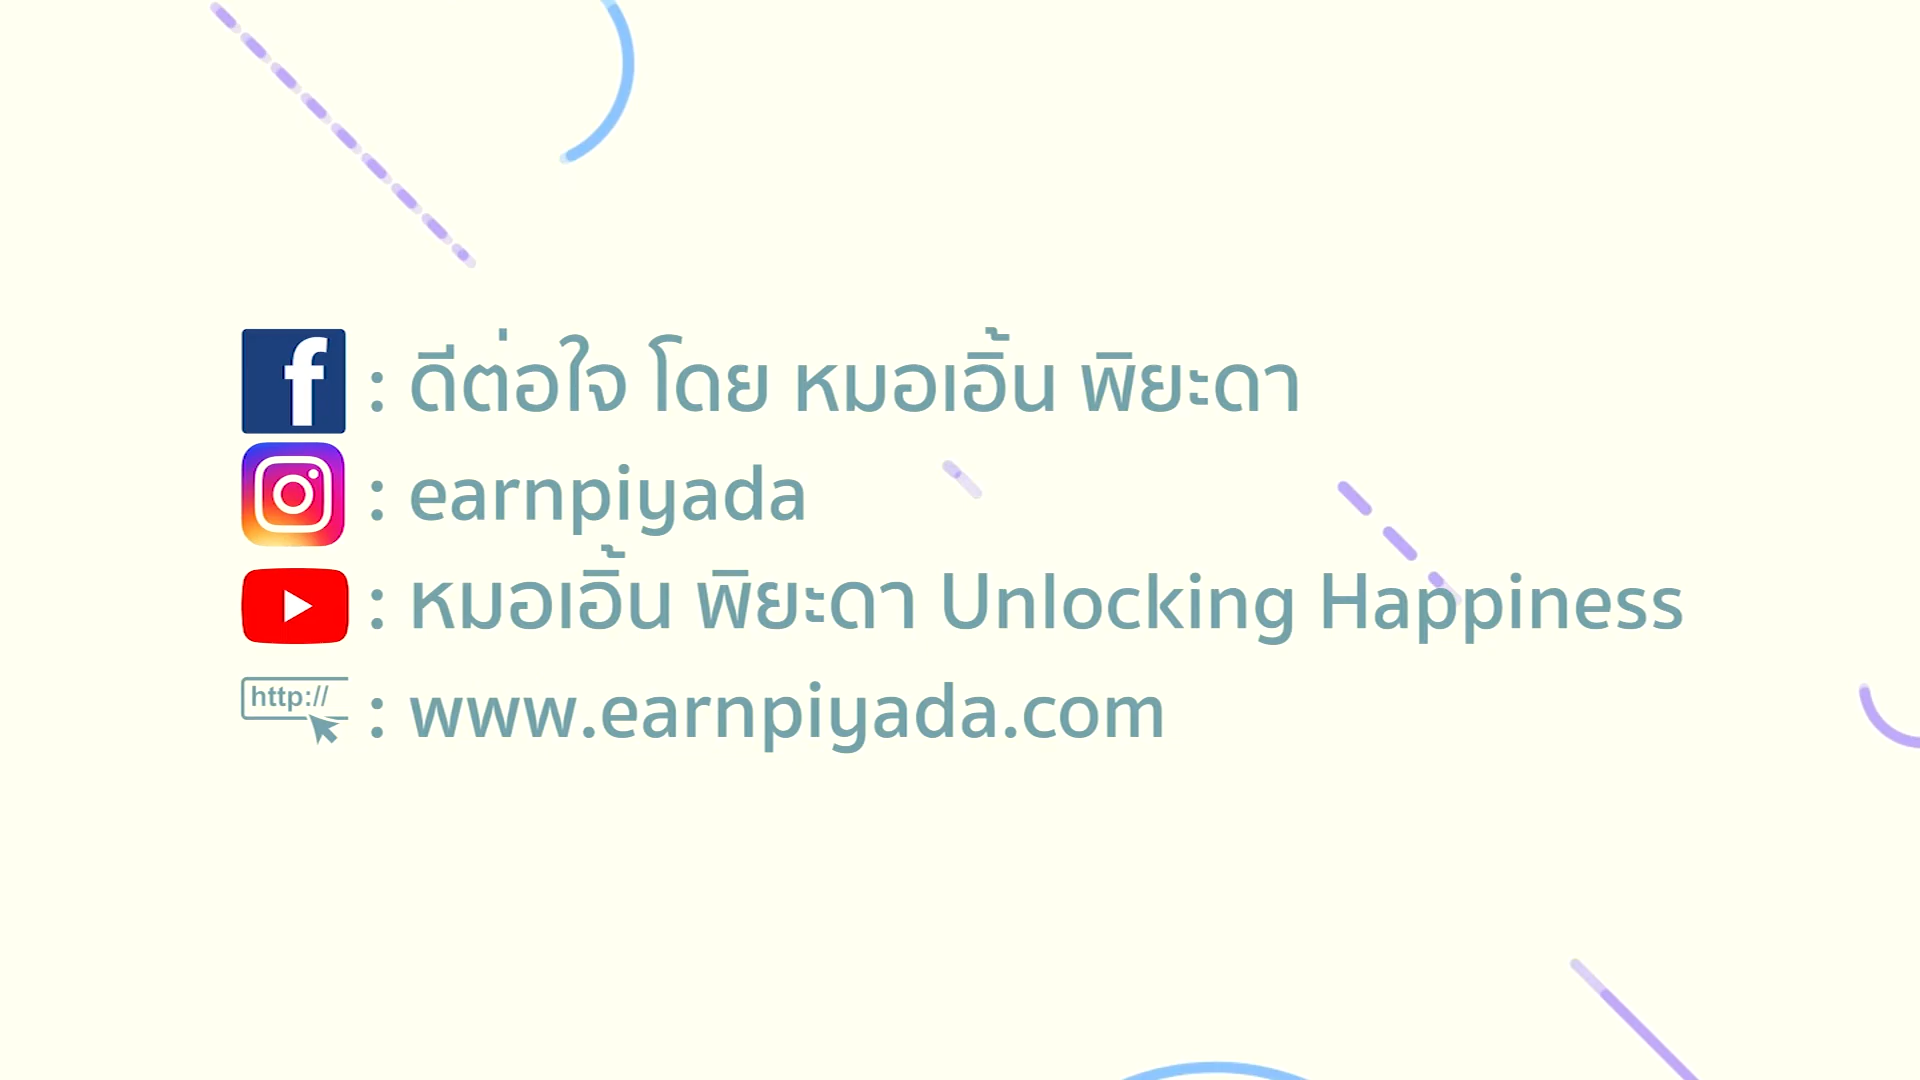 : ดีต่อใจ โดย หมอเอิ้น พิยะดา
: earnpiyada
: หมอเอิ้น พิยะดา Unlocking Happiness
http:// : www.earnpiyada.com